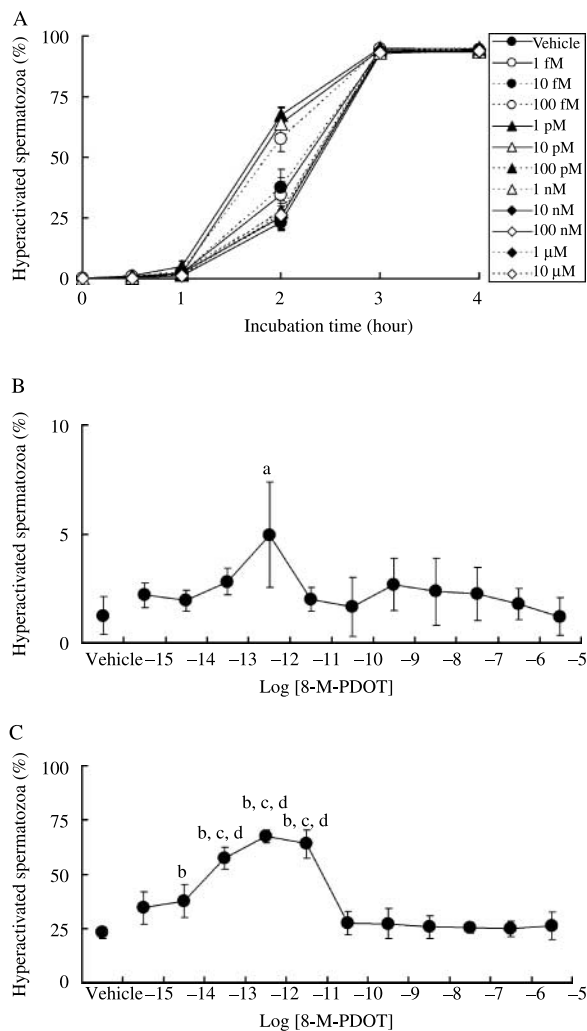 A
Hyperactivated spermatozoa (%)
100
75
50
25
0
0 1 2 3 4
Incubation time (hour)
Vehicle
1 fM
10 fM
100 fM
1 pM
10 pM
100 pM
1 nM
10 nM
100 nM
1 µM
10 µM
B
Hyperactivated spermatozoa (%)
10
5
0
a
Vehicle –15 –14 –13 –12 –11 –10 –9 –8 –7 –6 –5
Log [8-M-PDOT]
C
Hyperactivated spermatozoa (%)
100
75
50
25
0
b, c, d
b, c, d b, c, d
b
Vehicle –15 –14 –13 –12 –11 –10 –9 –8 –7 –6 –5
Log [8-M-PDOT]